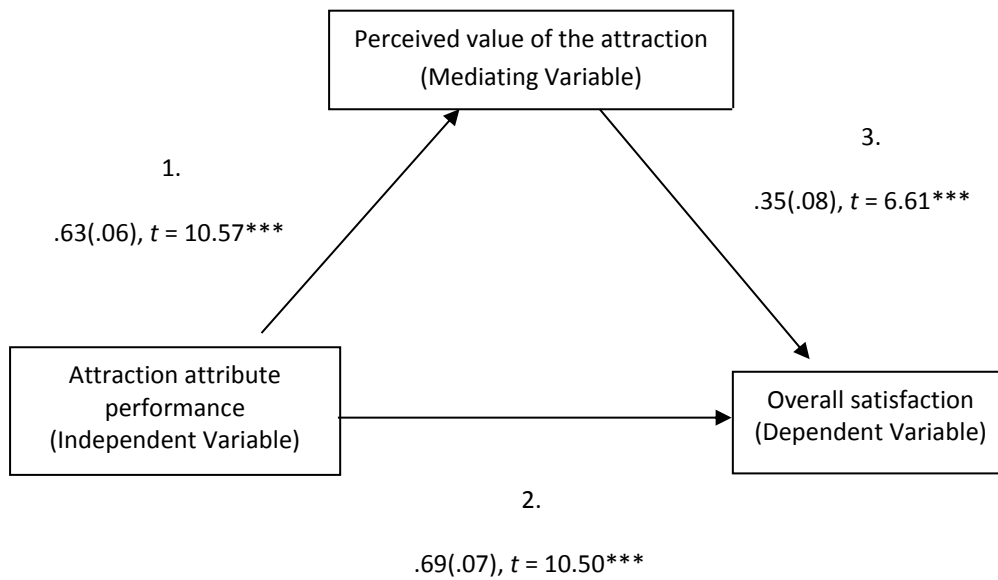 Perceived value of the attraction
(Mediating Variable)
3.
1.
.35(.08), t = 6.61***
.63(.06), t = 10.57***
Attraction attribute
performance
(Independent Variable)
Overall satisfaction
(Dependent Variable)
2.
.69(.07), t = 10.50***